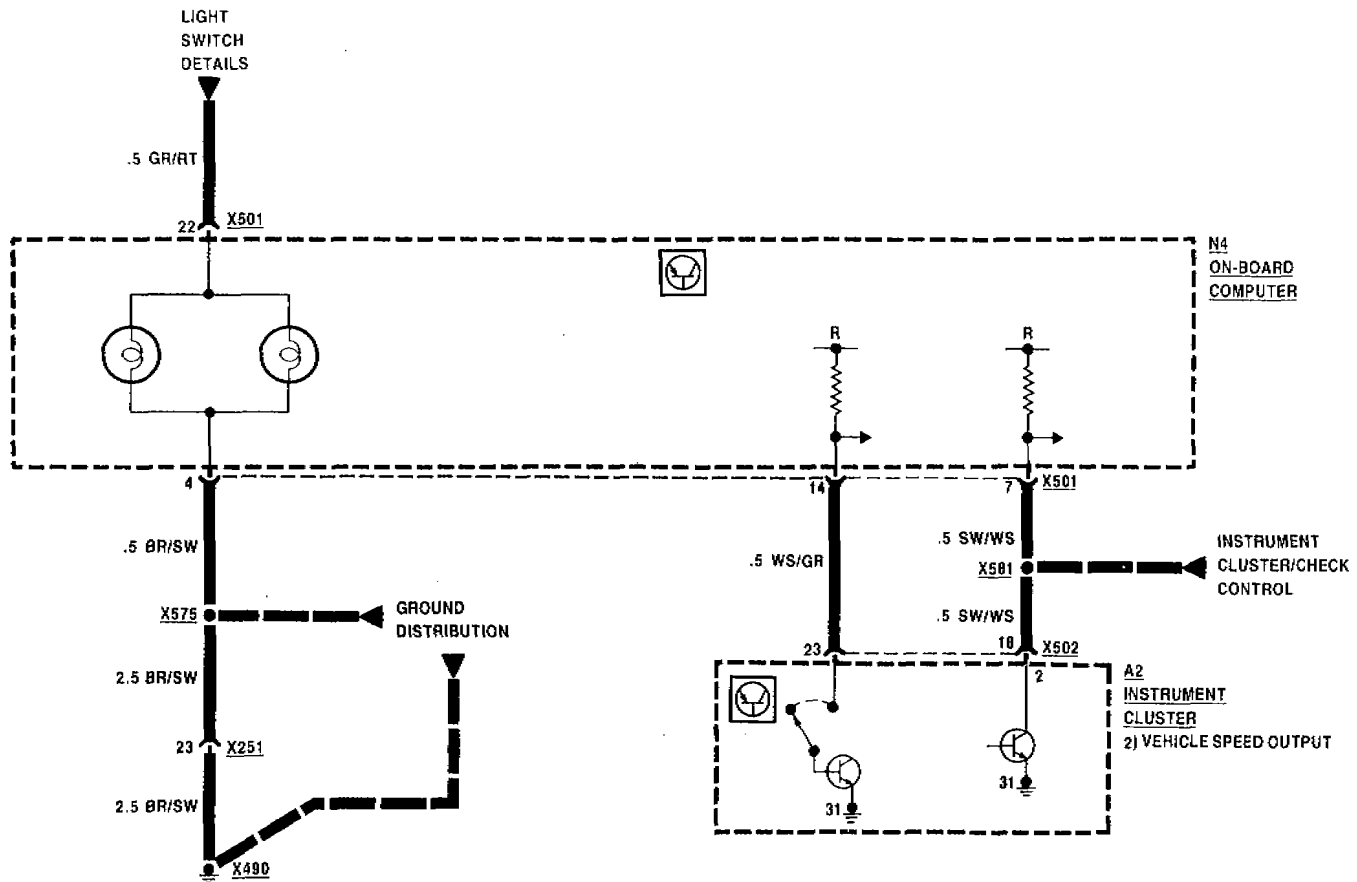 LIGHT
SWITCH
DETAILS
.5 GR/RT
22 X501
N4
ON-BOARD
COMPUTER
R R
4 14 7 X501
.5 BR/SW
.5 WS/GR
.5 SW/WS
X581
INSTRUMENT
CLUSTER/CHECK
CONTROL
X575
GROUND
DISTRIBUTION
.5 SW/WS
23 18 X502
2.5 BR/SW
2
A2
INSTRUMENT
CLUSTER
2) VEHICLE SPEED OUTPUT
23 X251
31
31
2.5 BR/SW
X490